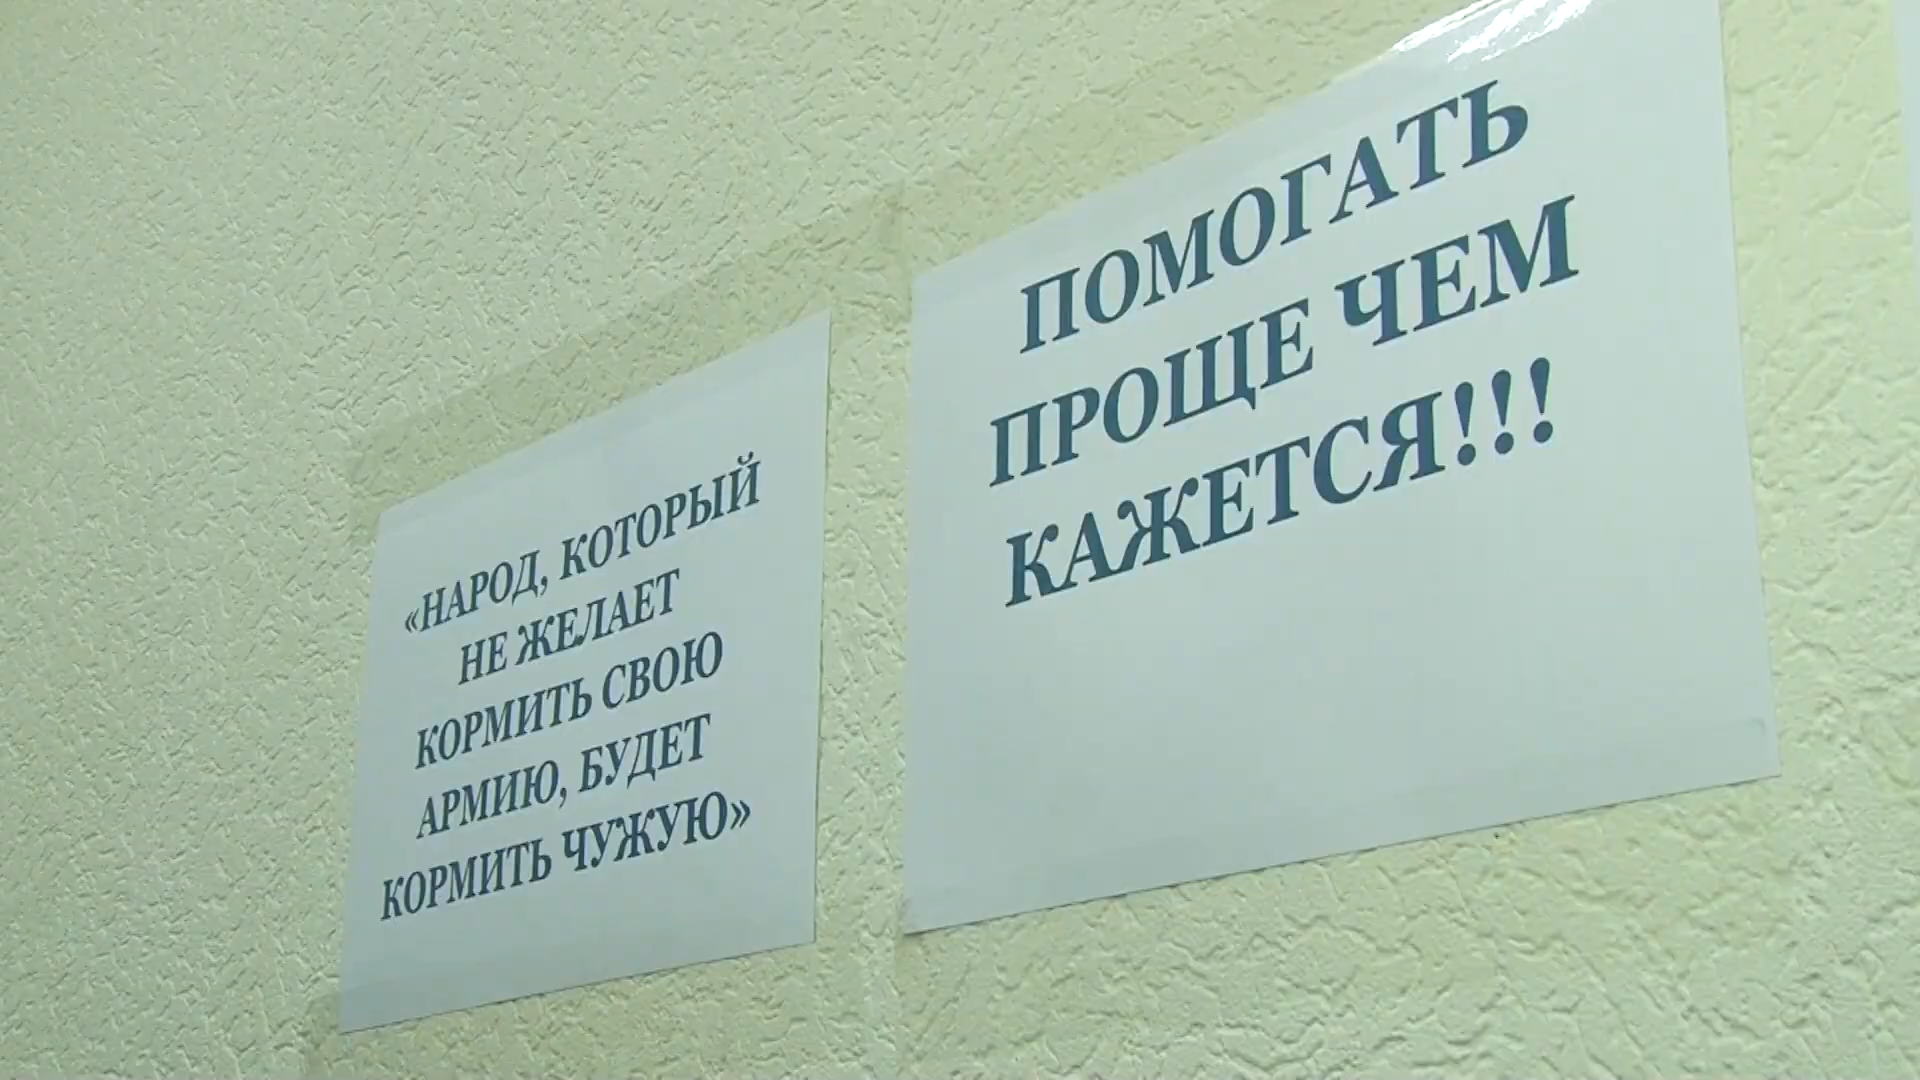 «НАРОД, КОТОРЫЙ
НЕ ЖЕЛАЕТ
КОРМИТЬ СВОЮ
АРМИЮ, БУДЕТ
КОРМИТЬ ЧУЖУЮ»
ПОМОГАТЬ
ПРОЩЕ ЧЕМ
КАЖЕТСЯ!!!